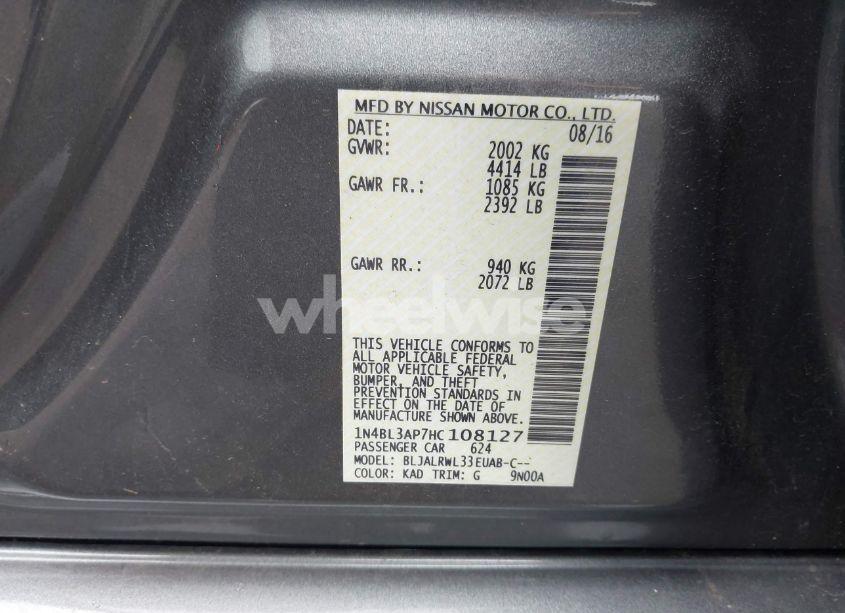 MFD BY NISSAN MOTOR CO., LTD.
DATE: 08/16
GVWR: 2002 KG
4414 LB
GAWR FR.: 1085 KG
2392 LB
GAWR RR.: 940 KG
2072 LB
wheelwise
THIS VEHICLE CONFORMS TO
ALL APPLICABLE FEDERAL
MOTOR VEHICLE SAFETY,
BUMPER, AND THEFT
PREVENTION STANDARDS IN
EFFECT ON THE DATE OF
MANUFACTURE SHOWN ABOVE.
1N4BL3AP7HC 108127
PASSENGER CAR 624
MODEL: BLJALRWL33EUAB-C--
COLOR: KAD TRIM: G 9N00A